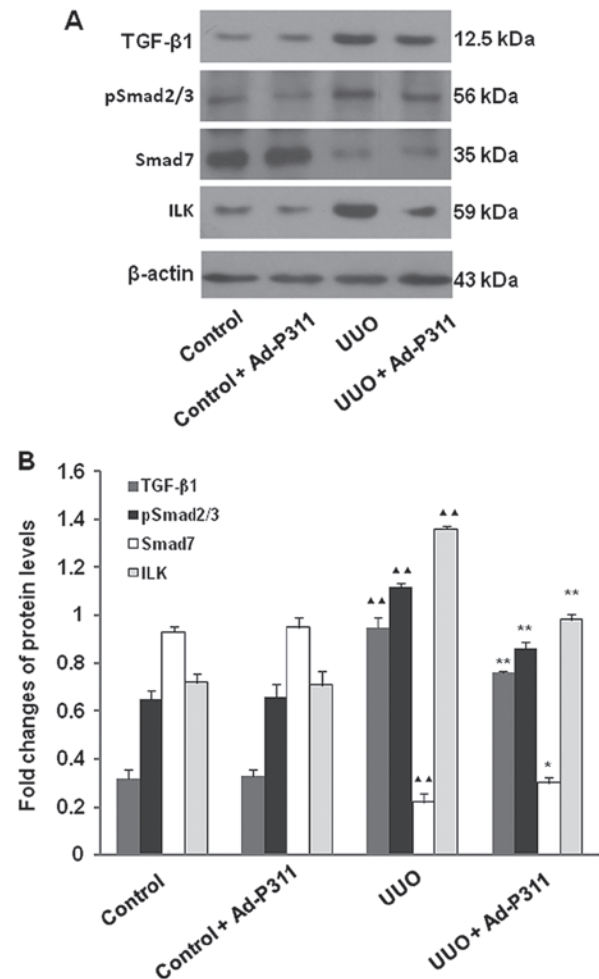 A
TGF-β1 12.5 kDa
pSmad2/3 56 kDa
Smad7 35 kDa
ILK 59 kDa
β-actin 43 kDa
Control
Control + Ad-P311
UUO
UUO + Ad-P311
B
Fold changes of protein levels
1.6
1.4
1.2
1
0.8
0.6
0.4
0.2
0
TGF-β1
pSmad2/3
Smad7
ILK
▲▲
▲▲
▲▲
▲▲
**
**
*
**
Control
Control + Ad-P311
UUO
UUO + Ad-P311